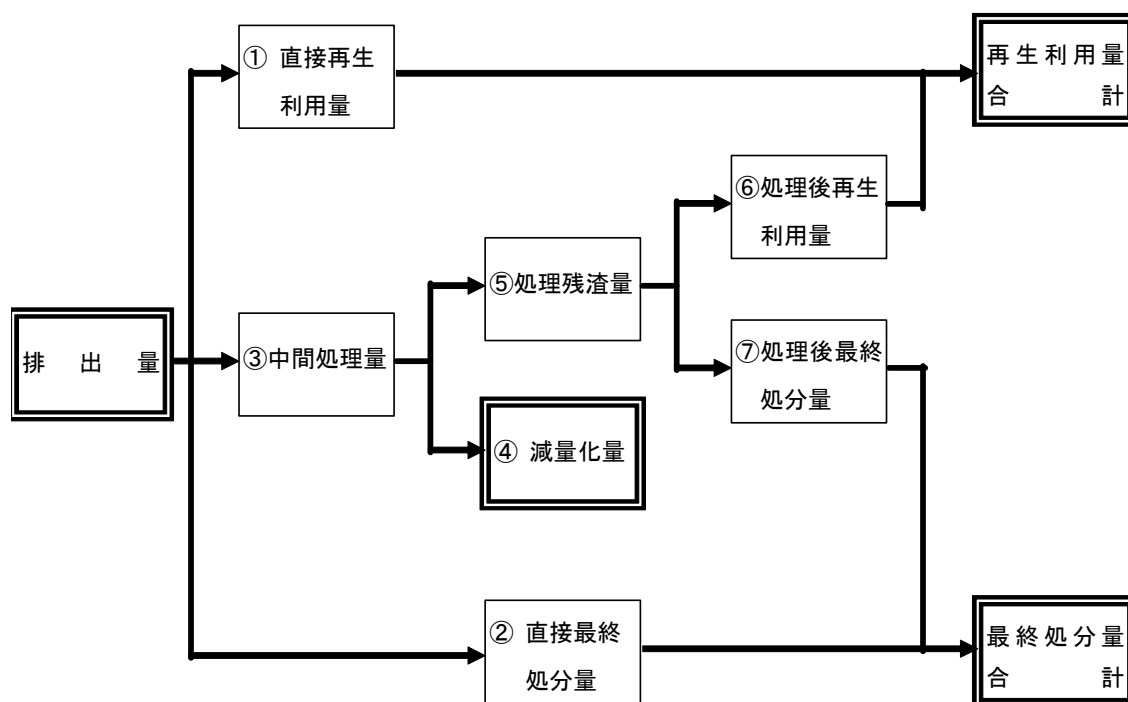 ① 直接再生
利用量
再生利用量
合計
⑥処理後再生
利用量
⑤処理残渣量
排出量
③中間処理量
⑦処理後最終
処分量
④ 減量化量
② 直接最終
処分量
最終処分量
合計